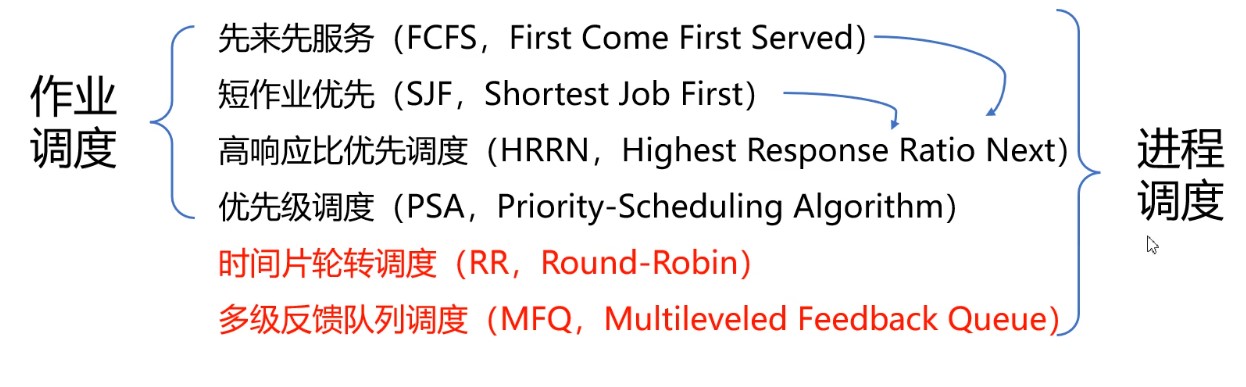 作业
调度
先来先服务（FCFS，First Come First Served）
短作业优先（SJF，Shortest Job First）
高响应比优先调度（HRRN，Highest Response Ratio Next）
优先级调度（PSA，Priority-Scheduling Algorithm）
时间片轮转调度（RR，Round-Robin）
多级反馈队列调度（MFQ，Multileveled Feedback Queue）
进程
调度